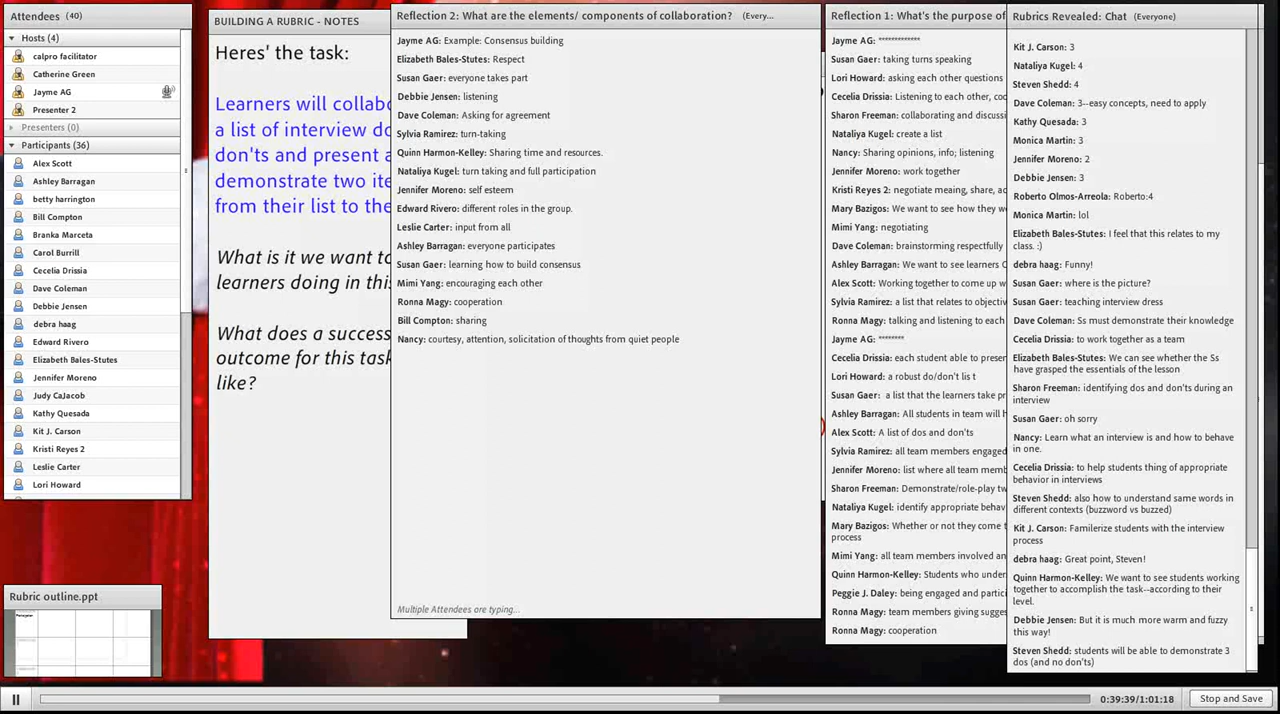 Attendees (40)
Hosts (4)
calpro facilitator
Catherine Green
Jayme AG
Presenter 2
Presenters (0)
Participants (36)
Alex Scott
Ashley Barragan
betty harrington
Bill Compton
Branka Marceta
Carol Burrill
Cecelia Drissia
Dave Coleman
Debbie Jensen
debra haag
Edward Rivero
Elizabeth Bales-Stutes
Jennifer Moreno
Judy CaJacob
Kathy Quesada
Kit J. Carson
Kristi Reyes 2
Leslie Carter
Lori Howard
Rubric outline.ppt
BUILDING A RUBRIC - NOTES
Heres' the task:
Learners will collabo
a list of interview do
don'ts and present a
demonstrate two ite
from their list to the
What is it we want to
learners doing in this
What does a success
outcome for this task
like?
Reflection 2: What are the elements/ components of collaboration? (Every...
Jayme AG: Example: Consensus building
Elizabeth Bales-Stutes: Respect
Susan Gaer: everyone takes part
Debbie Jensen: listening
Dave Coleman: Asking for agreement
Sylvia Ramirez: turn-taking
Quinn Harmon-Kelley: Sharing time and resources.
Nataliya Kugel: turn taking and full participation
Jennifer Moreno: self esteem
Edward Rivero: different roles in the group.
Leslie Carter: input from all
Ashley Barragan: everyone participates
Susan Gaer: learning how to build consensus
Mimi Yang: encouraging each other
Ronna Magy: cooperation
Bill Compton: sharing
Nancy: courtesy, attention, solicitation of thoughts from quiet people
Multiple Attendees are typing...
Reflection 1: What's the purpose of
Jayme AG: *************
Susan Gaer: taking turns speaking
Lori Howard: asking each other questions
Cecelia Drissia: Listening to each other, coo
Sharon Freeman: collaborating and discussi
Nataliya Kugel: create a list
Nancy: Sharing opinions, info; listening
Jennifer Moreno: work together
Kristi Reyes 2: negotiate meaing, share, ac
Mary Bazigos: We want to see how they w
Mimi Yang: negotiating
Dave Coleman: brainstorming respectfully
Ashley Barragan: We want to see learners C
Alex Scott: Working together to come up w
Sylvia Ramirez: a list that relates to objectiv
Ronna Magy: talking and listening to each
Jayme AG: ********
Cecelia Drissia: each student able to presen
Lori Howard: a robust do/don't lis t
Susan Gaer: a list that the learners take pr
Ashley Barragan: All students in team will h
Alex Scott: A list of dos and don'ts
Sylvia Ramirez: all team members engaged
Jennifer Moreno: list where all team memb
Sharon Freeman: Demonstrate/role-play tw
Nataliya Kugel: identify appropriate behav
Mary Bazigos: Whether or not they come t
process
Mimi Yang: all team members involved an
Quinn Harmon-Kelley: Students who under
Peggie J. Daley: being engaged and partici
Ronna Magy: team members giving sugges
Ronna Magy: cooperation
Rubrics Revealed: Chat (Everyone)
Kit J. Carson: 3
Nataliya Kugel: 4
Steven Shedd: 4
Dave Coleman: 3--easy concepts, need to apply
Kathy Quesada: 3
Monica Martin: 3
Jennifer Moreno: 2
Debbie Jensen: 3
Roberto Olmos-Arreola: Roberto:4
Monica Martin: lol
Elizabeth Bales-Stutes: I feel that this relates to my
class. :)
debra haag: Funny!
Susan Gaer: where is the picture?
Susan Gaer: teaching interview dress
Dave Coleman: Ss must demonstrate their knowledge
Cecelia Drissia: to work together as a team
Elizabeth Bales-Stutes: We can see whether the Ss
have grasped the essentials of the lesson
Sharon Freeman: identifying dos and don'ts during an
interview
Susan Gaer: oh sorry
Nancy: Learn what an interview is and how to behave
in one.
Cecelia Drissia: to help students thing of appropriate
behavior in interviews
Steven Shedd: also how to understand same words in
different contexts (buzzword vs buzzed)
Kit J. Carson: Familerize students with the interview
process
debra haag: Great point, Steven!
Quinn Harmon-Kelley: We want to see students working
together to accomplish the task--according to their
level.
Debbie Jensen: But it is much more warm and fuzzy
this way!
Steven Shedd: students will be able to demonstrate 3
dos (and no don'ts)
0:39:39/1:01:18
Stop and Save